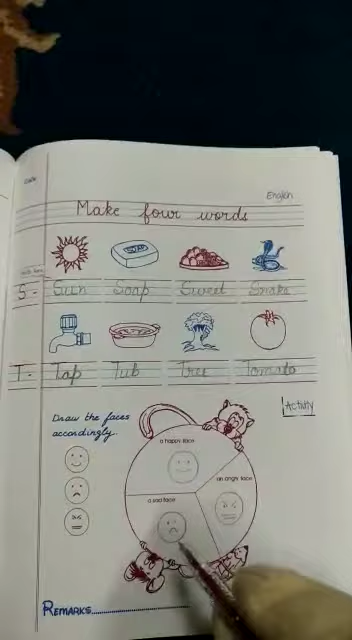 English
Make four words
S - Sun Soap Sweet Snake
T - Tap Tub Tree Tomato
Activity
Draw the faces
accordingly.
a happy face
an angry face
a sad face
REMARKS